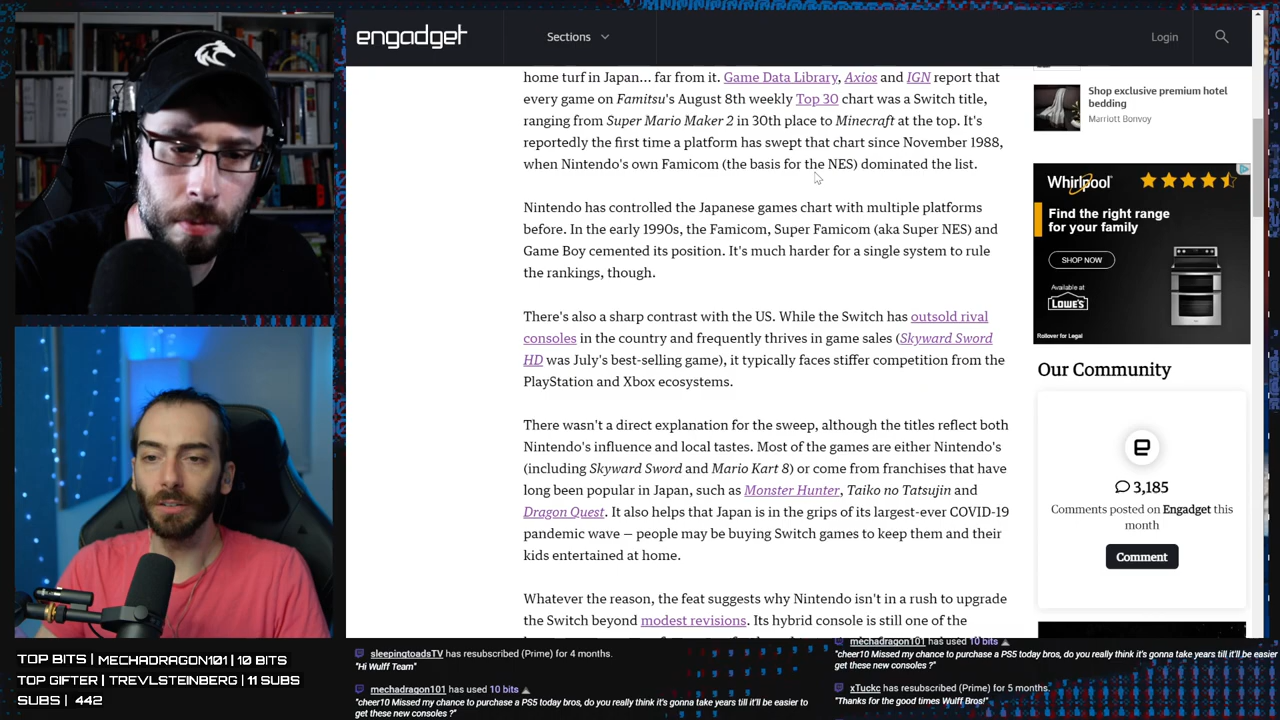 engadget
Sections
Login
home turf in Japan... far from it. Game Data Library, Axios and IGN report that
every game on Famitsu's August 8th weekly Top 30 chart was a Switch title,
ranging from Super Mario Maker 2 in 30th place to Minecraft at the top. It's
reportedly the first time a platform has swept that chart since November 1988,
when Nintendo's own Famicom (the basis for the NES) dominated the list.
Nintendo has controlled the Japanese games chart with multiple platforms
before. In the early 1990s, the Famicom, Super Famicom (aka Super NES) and
Game Boy cemented its position. It's much harder for a single system to rule
the rankings, though.
There's also a sharp contrast with the US. While the Switch has outsold rival
consoles in the country and frequently thrives in game sales (Skyward Sword
HD was July's best-selling game), it typically faces stiffer competition from the
PlayStation and Xbox ecosystems.
There wasn't a direct explanation for the sweep, although the titles reflect both
Nintendo's influence and local tastes. Most of the games are either Nintendo's
(including Skyward Sword and Mario Kart 8) or come from franchises that have
long been popular in Japan, such as Monster Hunter, Taiko no Tatsujin and
Dragon Quest. It also helps that Japan is in the grips of its largest-ever COVID-19
pandemic wave — people may be buying Switch games to keep them and their
kids entertained at home.
Whatever the reason, the feat suggests why Nintendo isn't in a rush to upgrade
the Switch beyond modest revisions. Its hybrid console is still one of the
Shop exclusive premium hotel
bedding
Marriott Bonvoy
Whirlpool
Find the right range
for your family
SHOP NOW
Available at
LOWE'S
Rollover for Legal
Our Community
e
3,185
Comments posted on Engadget this
month
Comment
TOP BITS | MECHADRAGON101 | 10 BITS
TOP GIFTER | TREVLSTEINBERG | 11 SUBS
SUBS | 442
sleepingtoadsTV has resubscribed (Prime) for 4 months.
"Hi Wulff Team"
mechadragon101 has used 10 bits
"cheer10 Missed my chance to purchase a PS5 today bros, do you really think it's gonna take years till it'll be easier to
get these new consoles ?"
mechadragon101 has used 10 bits
"cheer10 Missed my chance to purchase a PS5 today bros, do you really think it's gonna take years till it'll be easier to
get these new consoles ?"
xTuckc has resubscribed (Prime) for 5 months.
"Thanks for the good times Wulff Bros!"